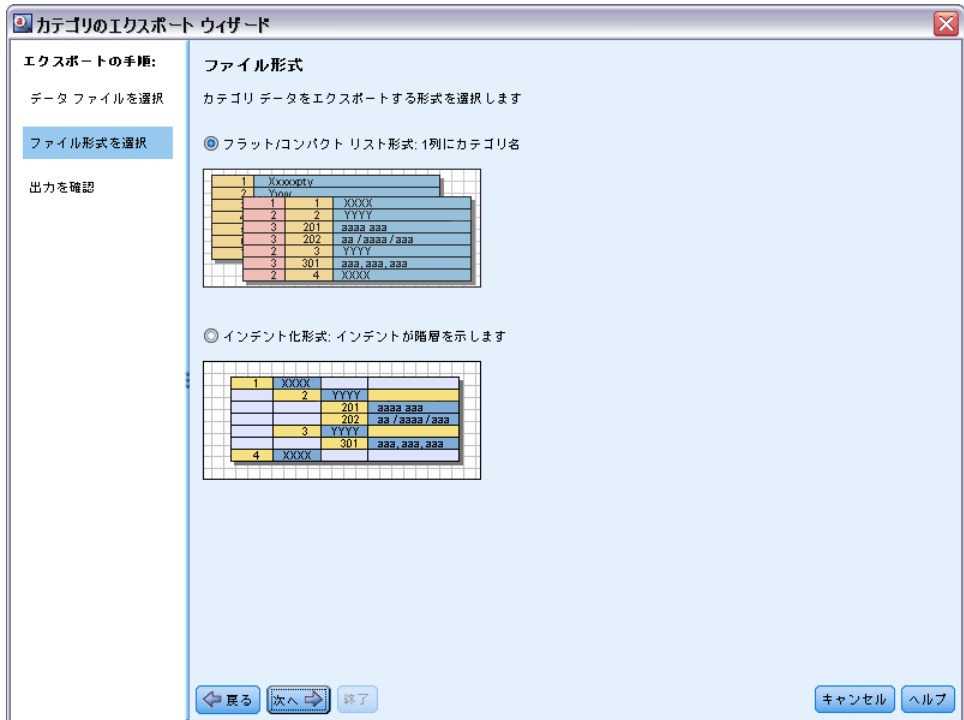 カテゴリのエクスポート ウィザード
エクスポートの手順:
データ ファイルを選択
ファイル形式を選択
出力を確認
ファイル形式
カテゴリ データをエクスポートする形式を選択します
フラット/コンパクト リスト形式: 1列にカテゴリ名
1 Xxxxxpty
2
1 1 XXXX
2 2 YYYY
3 201 aaaa aaa
3 202 aa / aaaa / aaa
2 3 YYYY
3 301 aaa, aaa, aaa
2 4 XXXX
インデント化形式: インデントが階層を示します
1 XXXX
2 YYYY
201 aaaa aaa
202 aa / aaaa / aaa
3 YYYY
301 aaa, aaa, aaa
4 XXXX
戻る 次へ 終了 キャンセル ヘルプ